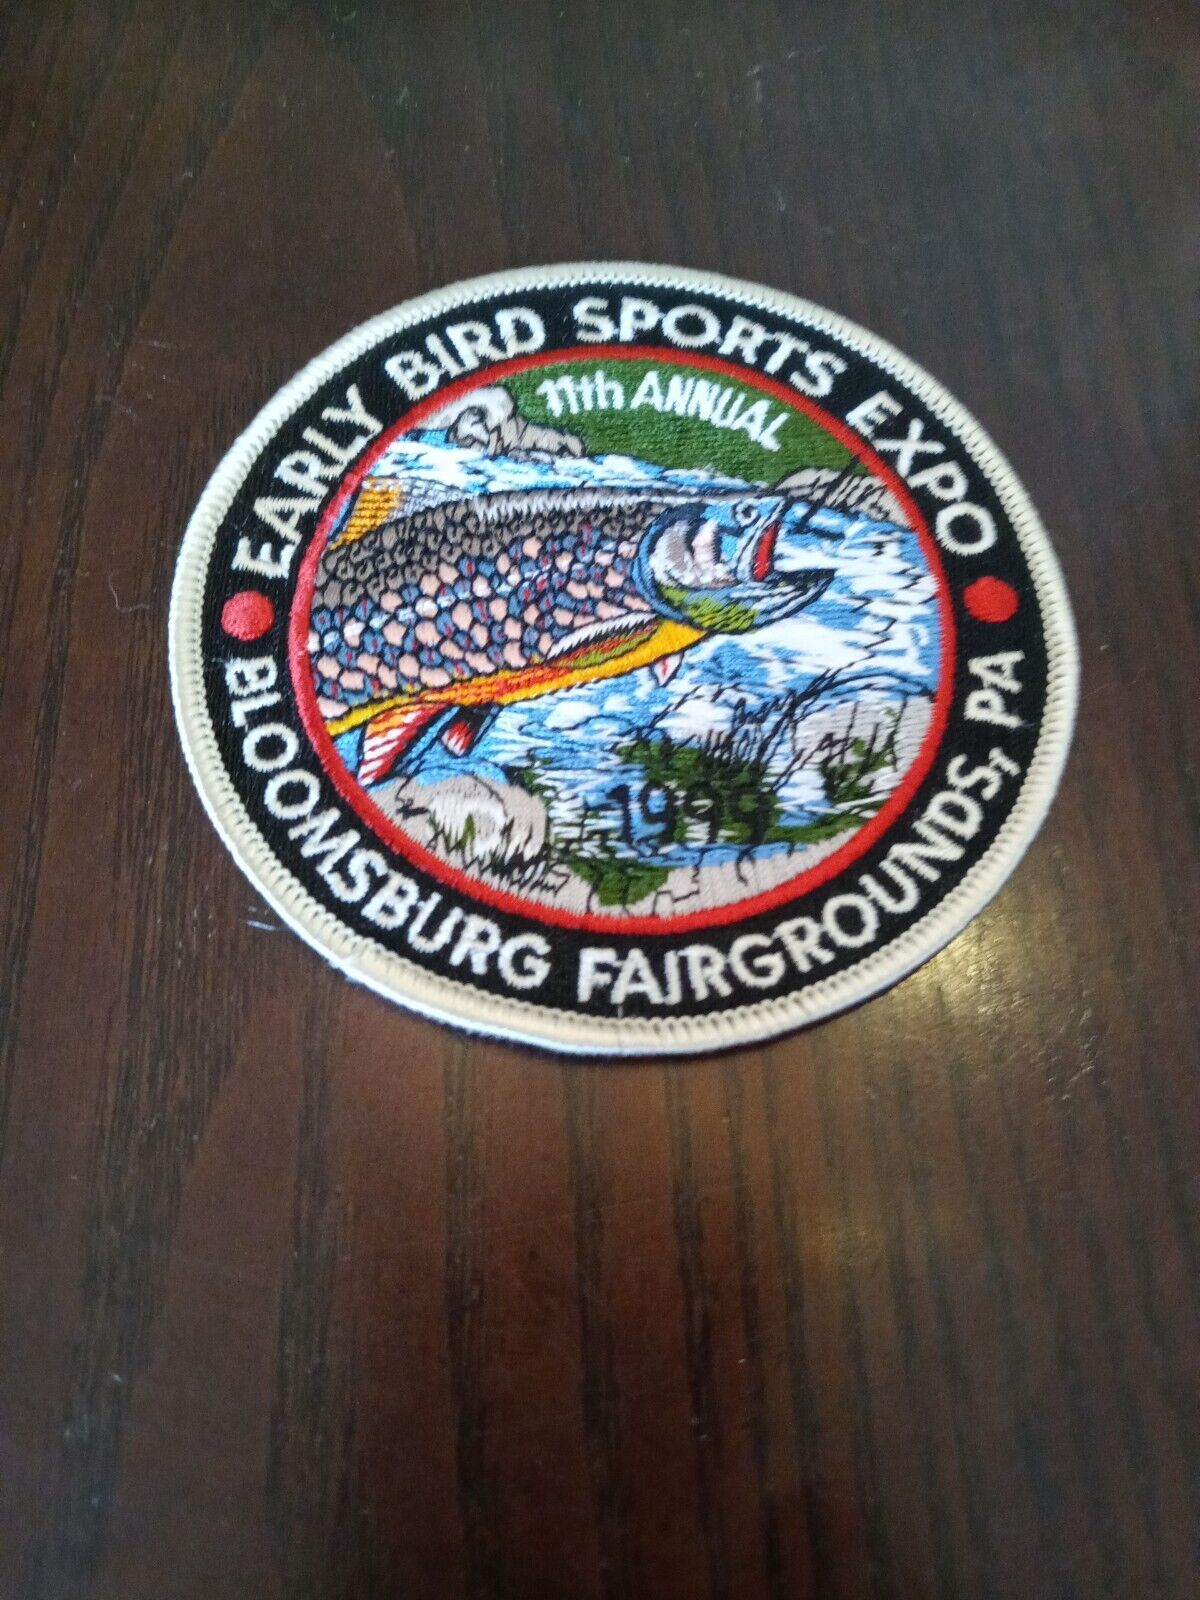 EARLY BIRD SPORTS EXPO
11th ANNUAL
1999
BLOOMSBURG FAIRGROUNDS, PA